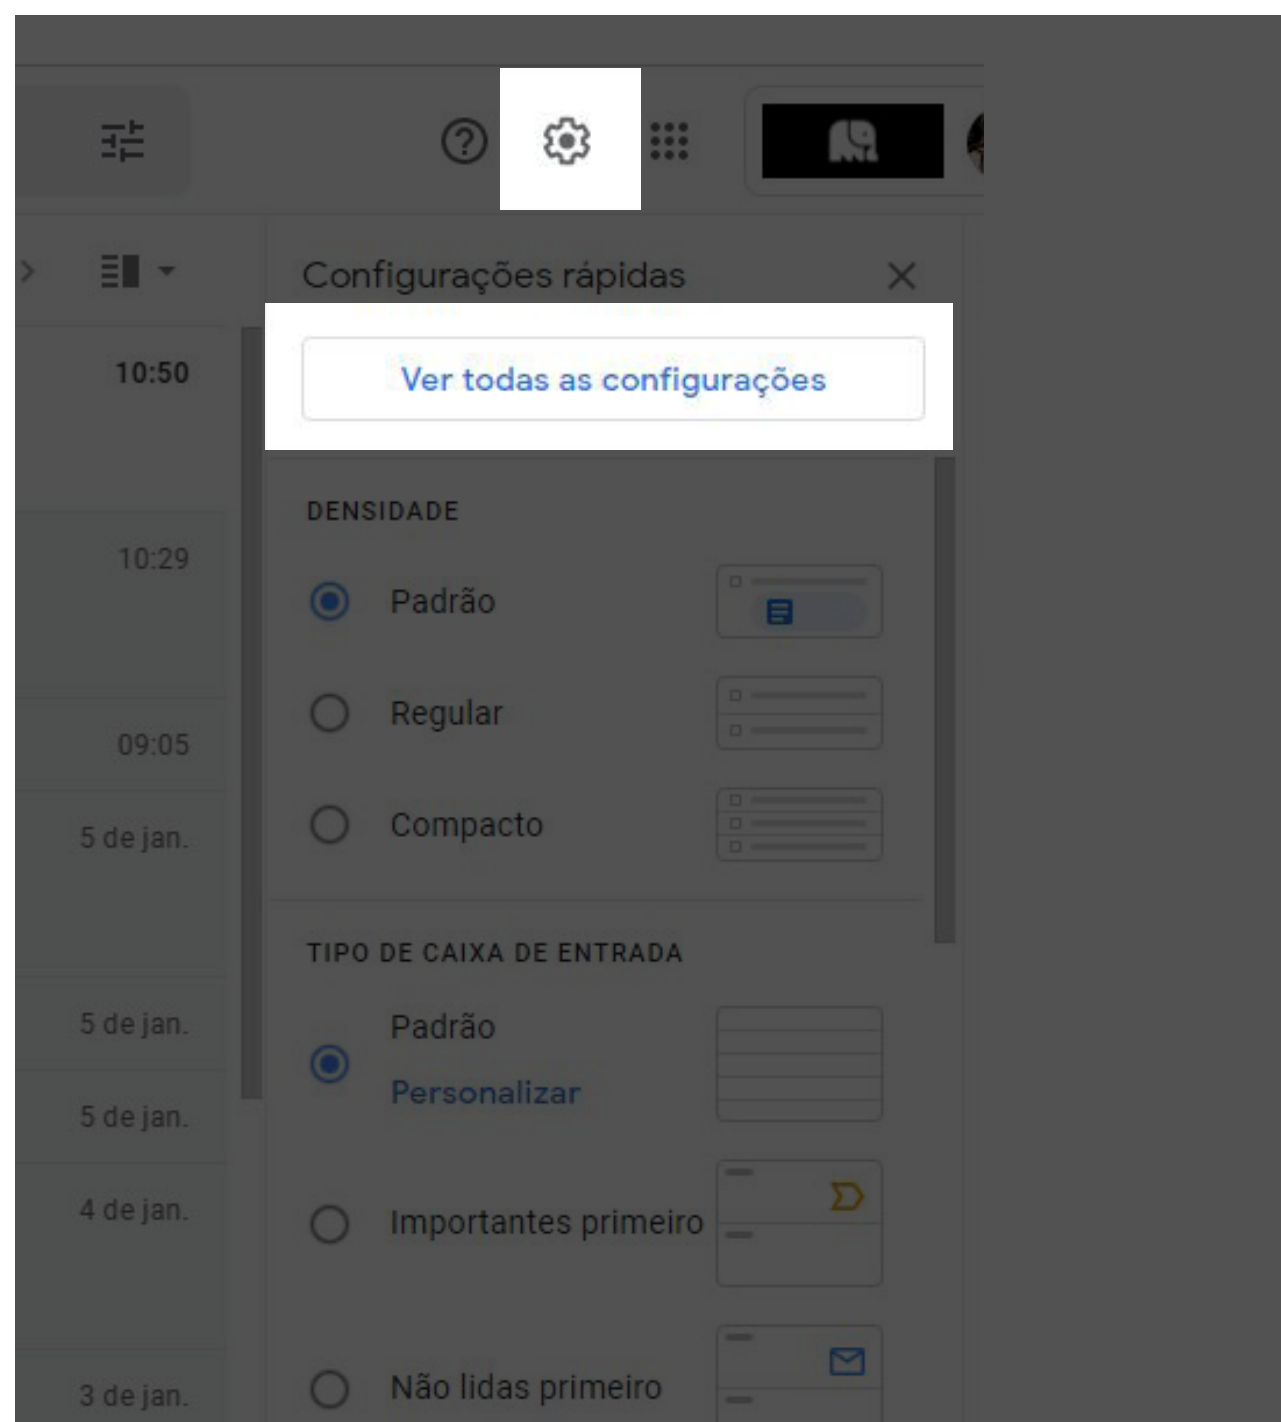 Configurações rápidas
Ver todas as configurações
10:50
DENSIDADE
10:29
Padrão
Regular
09:05
Compacto
5 de jan.
TIPO DE CAIXA DE ENTRADA
5 de jan.
Padrão
Personalizar
5 de jan.
4 de jan.
Importantes primeiro
Não lidas primeiro
3 de jan.